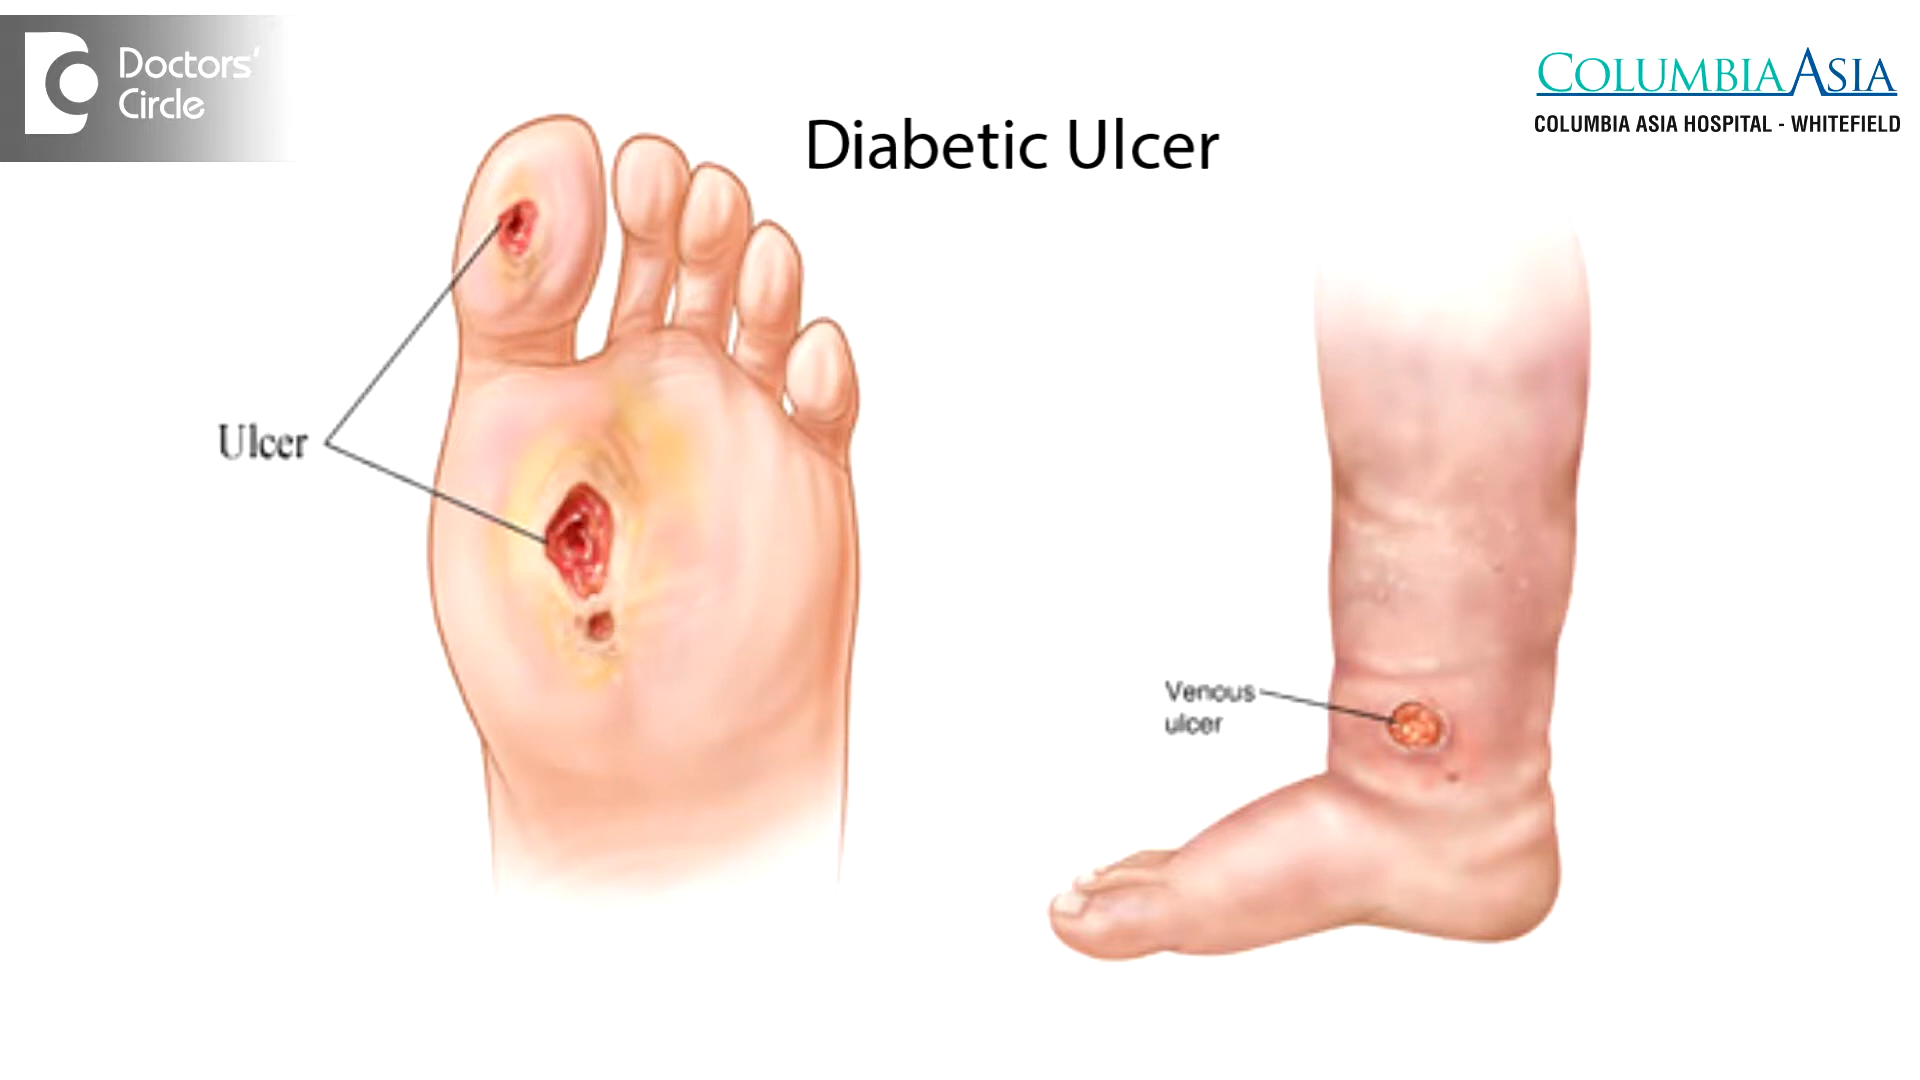 Doctors'
Circle
Diabetic Ulcer
COLUMBIA ASIA
COLUMBIA ASIA HOSPITAL - WHITEFIELD
Ulcer
Venous
ulcer